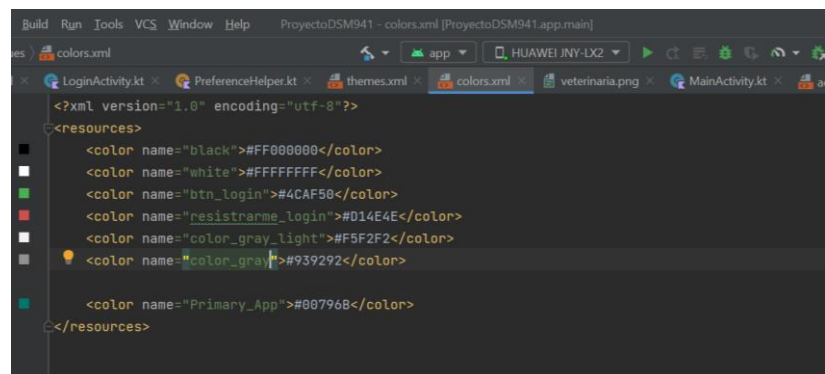 Build Run Tools VCS Window Help ProyectoDSM941 - colors.xml [ProyectoDSM941.app.main]
colors.xml app HUAWEI JNY-LX2
LoginActivity.kt PreferenceHelper.kt themes.xml colors.xml veterinaria.png MainActivity.kt
<?xml version="1.0" encoding="utf-8"?>
<resources>
<color name="black">#FF000000</color>
<color name="white">#FFFFFFFF</color>
<color name="btn_login">#4CAF50</color>
<color name="resistrarme_login">#D14E4E</color>
<color name="color_gray_light">#F5F2F2</color>
<color name="color_gray">#939292</color>
<color name="Primary_App">#00796B</color>
</resources>